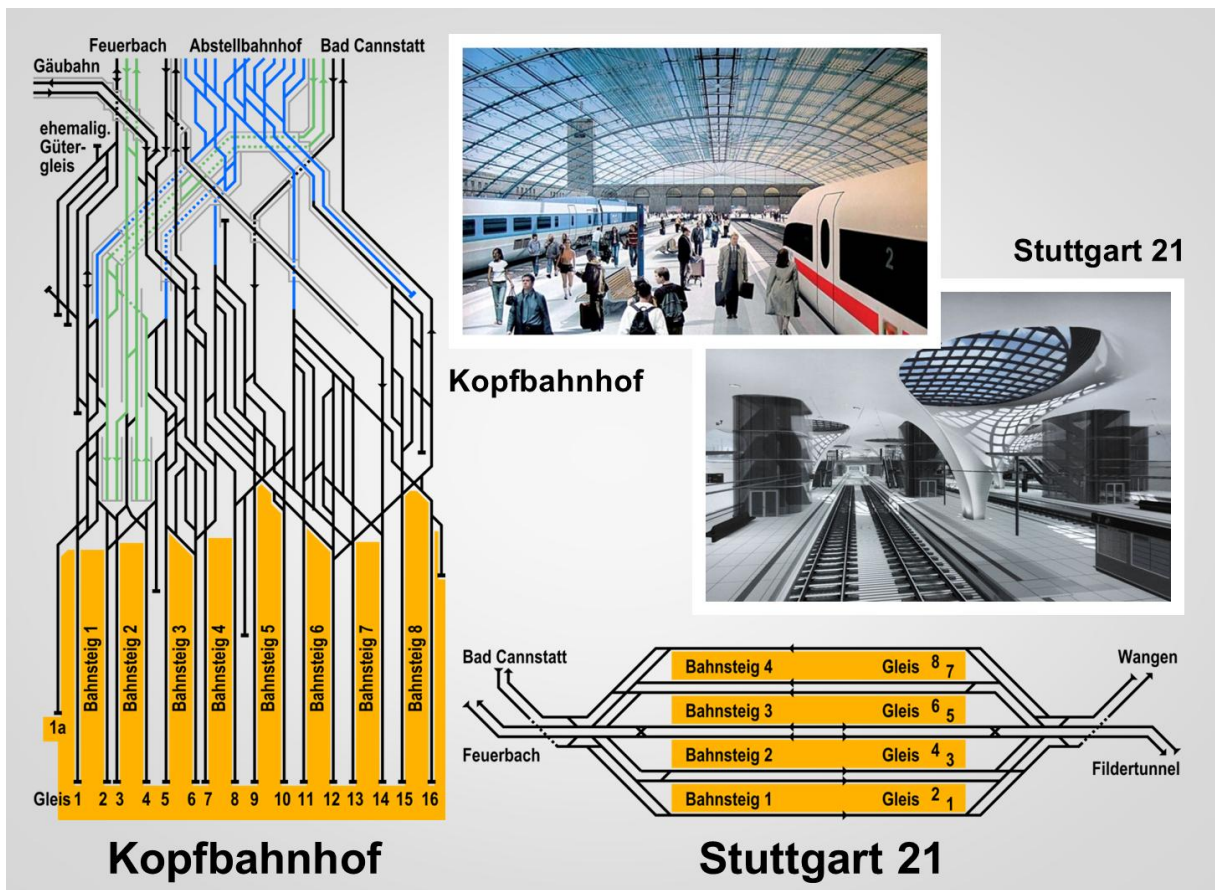 Feuerbach
Abstellbahnhof
Bad Cannstatt
Gäubahn
ehemalig.
Güter-
gleis
2
Stuttgart 21
Kopfbahnhof
Bahnsteig 1
Bahnsteig 2
Bahnsteig 3
Bahnsteig 4
Bahnsteig 5
Bahnsteig 6
Bahnsteig 7
Bahnsteig 8
1a
Gleis 1 2 3 4 5 6 7 8 9 10 11 12 13 14 15 16
Kopfbahnhof
Bad Cannstatt
Feuerbach
Bahnsteig 4 Gleis 8 7
Bahnsteig 3 Gleis 6 5
Bahnsteig 2 Gleis 4 3
Bahnsteig 1 Gleis 2 1
Wangen
Fildertunnel
Stuttgart 21